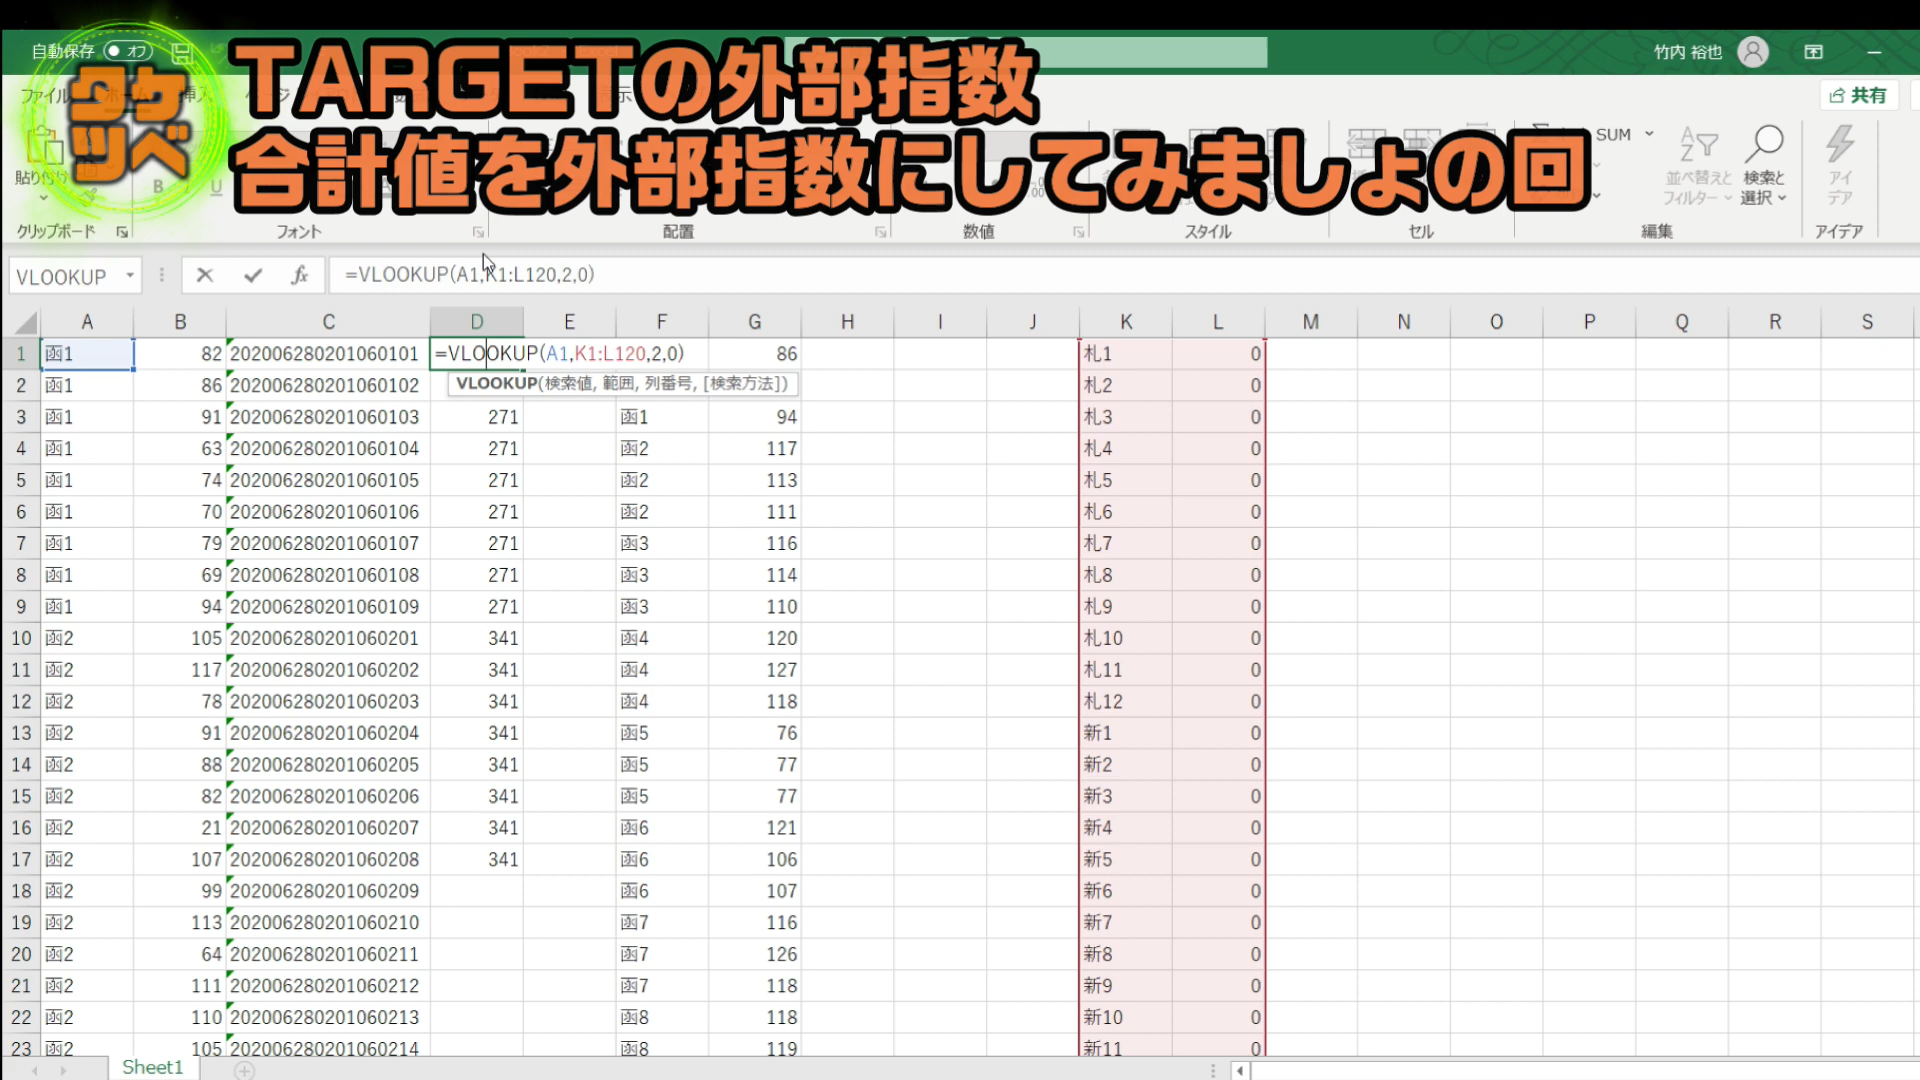 自動保存 オフ
竹内 裕也
タケ
ツベ
TARGETの外部指数
合計値を外部指数にしてみましょの回
ファイル ホーム 挿入
共有
貼り付け
B U
SUM
並べ替えと
フィルター
検索と
選択
アイ
デア
クリップボード フォント 配置 数値 スタイル セル 編集 アイデア
VLOOKUP fx =VLOOKUP(A1,K1:L120,2,0)
A B C D E F G H I J K L M N O P Q R S
1 函1 82 202006280201060101 =VLOOKUP(A1,K1:L120,2,0) 86 札1 0
VLOOKUP(検索値, 範囲, 列番号, [検索方法])
2 函1 86 202006280201060102 札2 0
3 函1 91 202006280201060103 271 函1 94 札3 0
4 函1 63 202006280201060104 271 函2 117 札4 0
5 函1 74 202006280201060105 271 函2 113 札5 0
6 函1 70 202006280201060106 271 函2 111 札6 0
7 函1 79 202006280201060107 271 函3 116 札7 0
8 函1 69 202006280201060108 271 函3 114 札8 0
9 函1 94 202006280201060109 271 函3 110 札9 0
10 函2 105 202006280201060201 341 函4 120 札10 0
11 函2 117 202006280201060202 341 函4 127 札11 0
12 函2 78 202006280201060203 341 函4 118 札12 0
13 函2 91 202006280201060204 341 函5 76 新1 0
14 函2 88 202006280201060205 341 函5 77 新2 0
15 函2 82 202006280201060206 341 函5 77 新3 0
16 函2 21 202006280201060207 341 函6 121 新4 0
17 函2 107 202006280201060208 341 函6 106 新5 0
18 函2 99 202006280201060209 函6 107 新6 0
19 函2 113 202006280201060210 函7 116 新7 0
20 函2 64 202006280201060211 函7 126 新8 0
21 函2 111 202006280201060212 函7 118 新9 0
22 函2 110 202006280201060213 函8 118 新10 0
23 函2 105 202006280201060214 函8 119 新11 0
Sheet1